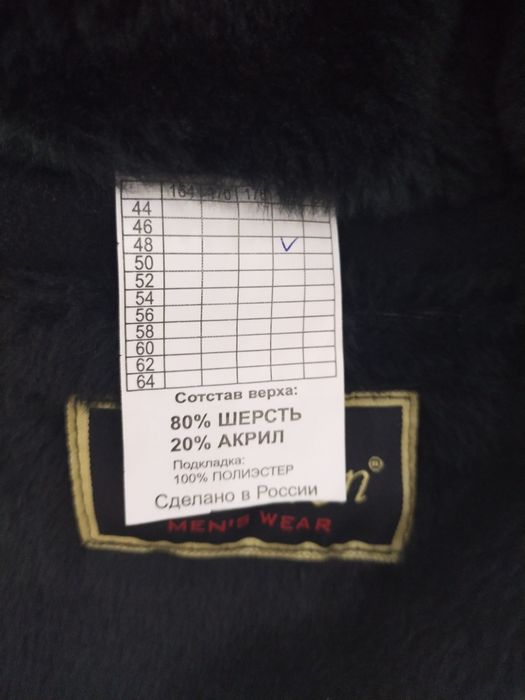 164 170 176
44
46
48 V
50
52
54
56
58
60
62
64
Сотстав верха:
80% ШЕРСТЬ
20% АКРИЛ
Подкладка:
100% ПОЛИЭСТЕР
Сделано в России
®
MEN'S WEAR